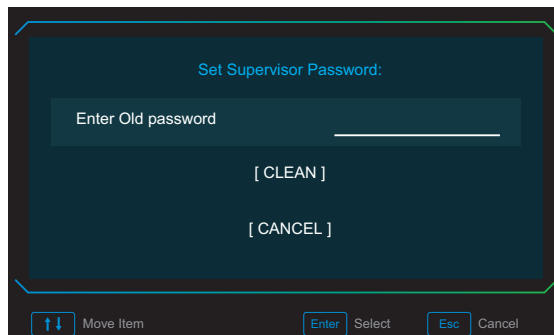 Set Supervisor Password:
Enter Old password
[ CLEAN ]
[ CANCEL ]
Move Item Enter Select Esc Cancel